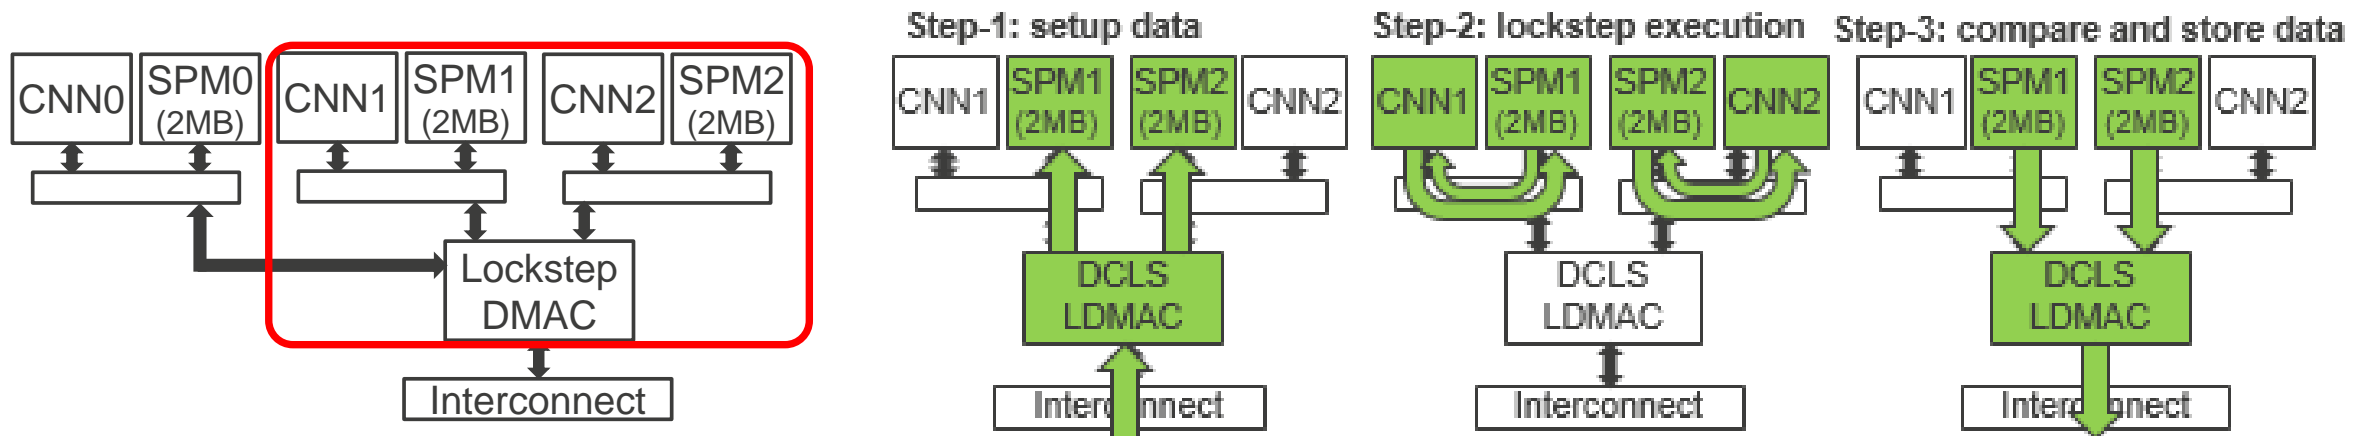 CNN0
SPM0
(2MB)
CNN1
SPM1
(2MB)
CNN2
SPM2
(2MB)
Lockstep
DMAC
Interconnect
Step-1: setup data
CNN1
SPM1
(2MB)
SPM2
(2MB)
CNN2
DCLS
LDMAC
Interconnect
Step-2: lockstep execution
CNN1
SPM1
(2MB)
SPM2
(2MB)
CNN2
DCLS
LDMAC
Interconnect
Step-3: compare and store data
CNN1
SPM1
(2MB)
SPM2
(2MB)
CNN2
DCLS
LDMAC
Interconnect